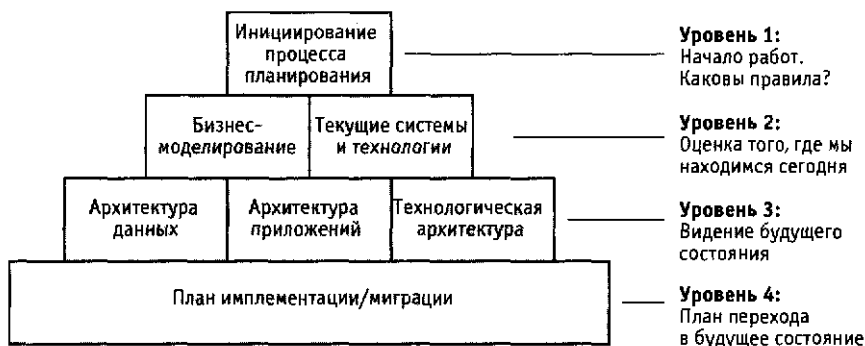 Инициирование
процесса
планирования
Уровень 1:
Начало работ.
Каковы правила?
Бизнес-
моделирование
Текущие системы
и технологии
Уровень 2:
Оценка того, где мы
находимся сегодня
Архитектура
данных
Архитектура
приложений
Технологическая
архитектура
Уровень 3:
Видение будущего
состояния
План имплементации/миграции
Уровень 4:
План перехода
в будущее состояние